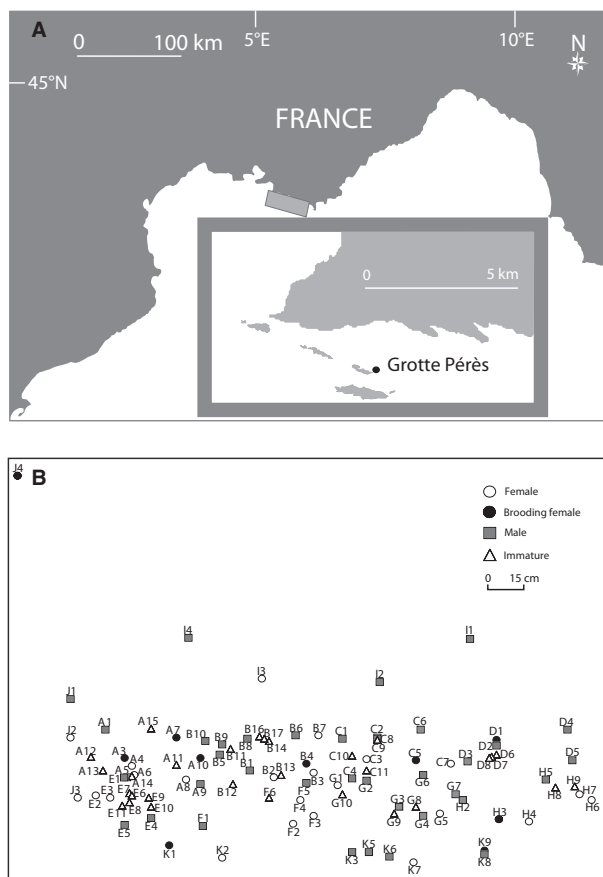 A
0 100 km
5°E
10°E
N
45°N
FRANCE
0 5 km
Grotte Pérès
J4
B
Female
Brooding female
Male
Immature
0 15 cm
I4 I1
I3 I2
J1
J2 A1 A15 A7 B10 B9 B8 B16 B17 B14 B6 B7 C1 C2 C8 C6 D1 D4
A12 A3 A4 A11 A10 B5 B11 B1 B4 C10 C9 C3 C5 C7 D3 D2 D6 D8 D7 D5
A13 A5 A6 E1 A14 A8 A9 B12 B2 B13 B3 C4 C11 G1 G2 G6 H5 H8 H9 H7
J3 E2 E3 E7 E6 E9 F6 F5 F4 G10 G3 G8 G7 H2 H6
E11 E8 E10 E5 E4 F1 F2 F3 G9 G4 G5 H3 H4
K1 K2 K3 K5 K6 K7 K9 K8